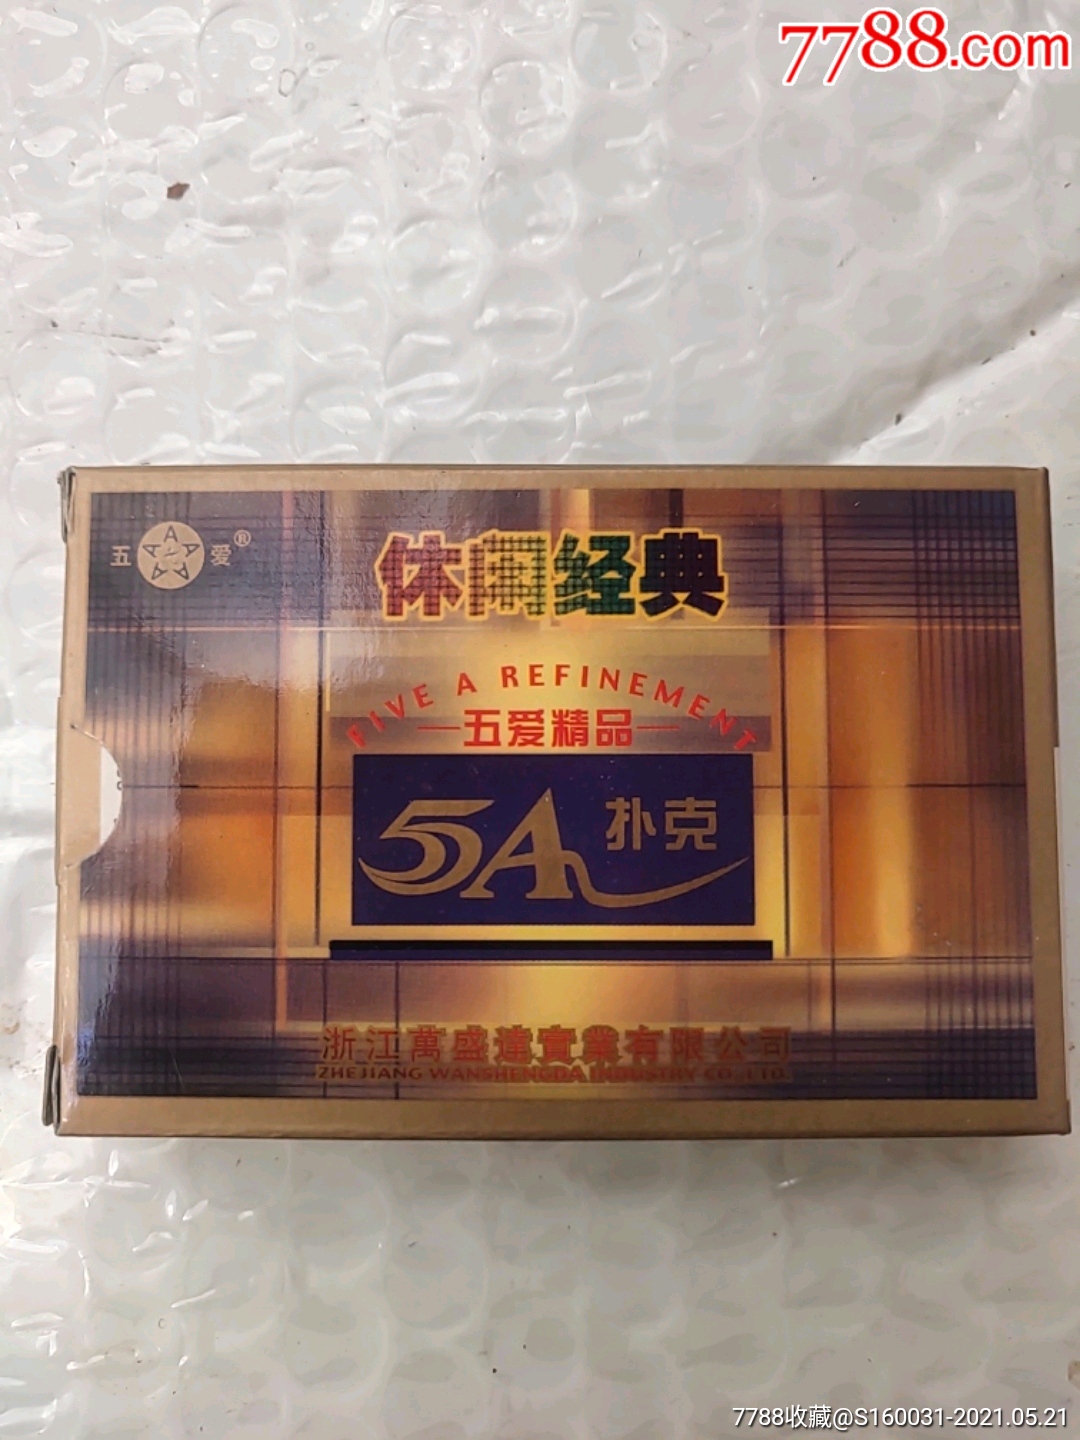 7788.com
五 爱®
休闲经典
FIVE A REFINEMENT
五爱精品
5A 扑克
浙江萬盛達實業有限公司
ZHEJIANG WANSHENGDA INDUSTRY CO.,LTD.
7788收藏@S160031-2021.05.21